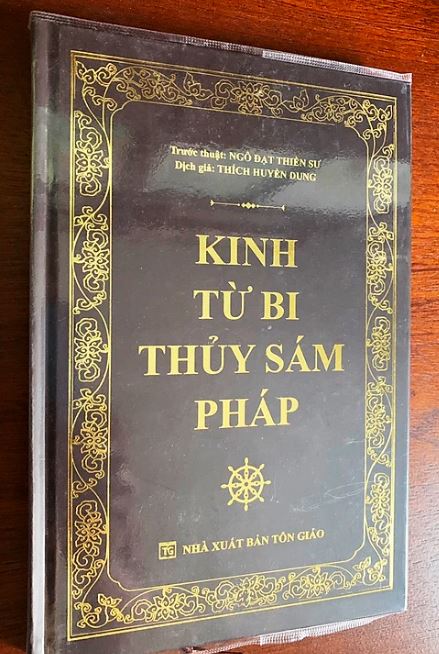 Trước thuật: NGỘ ĐẠT THIỀN SƯ
Dịch giả: THÍCH HUYỀN DUNG
KINH
TỪ BI
THỦY SÁM
PHÁP
TG NHÀ XUẤT BẢN TÔN GIÁO